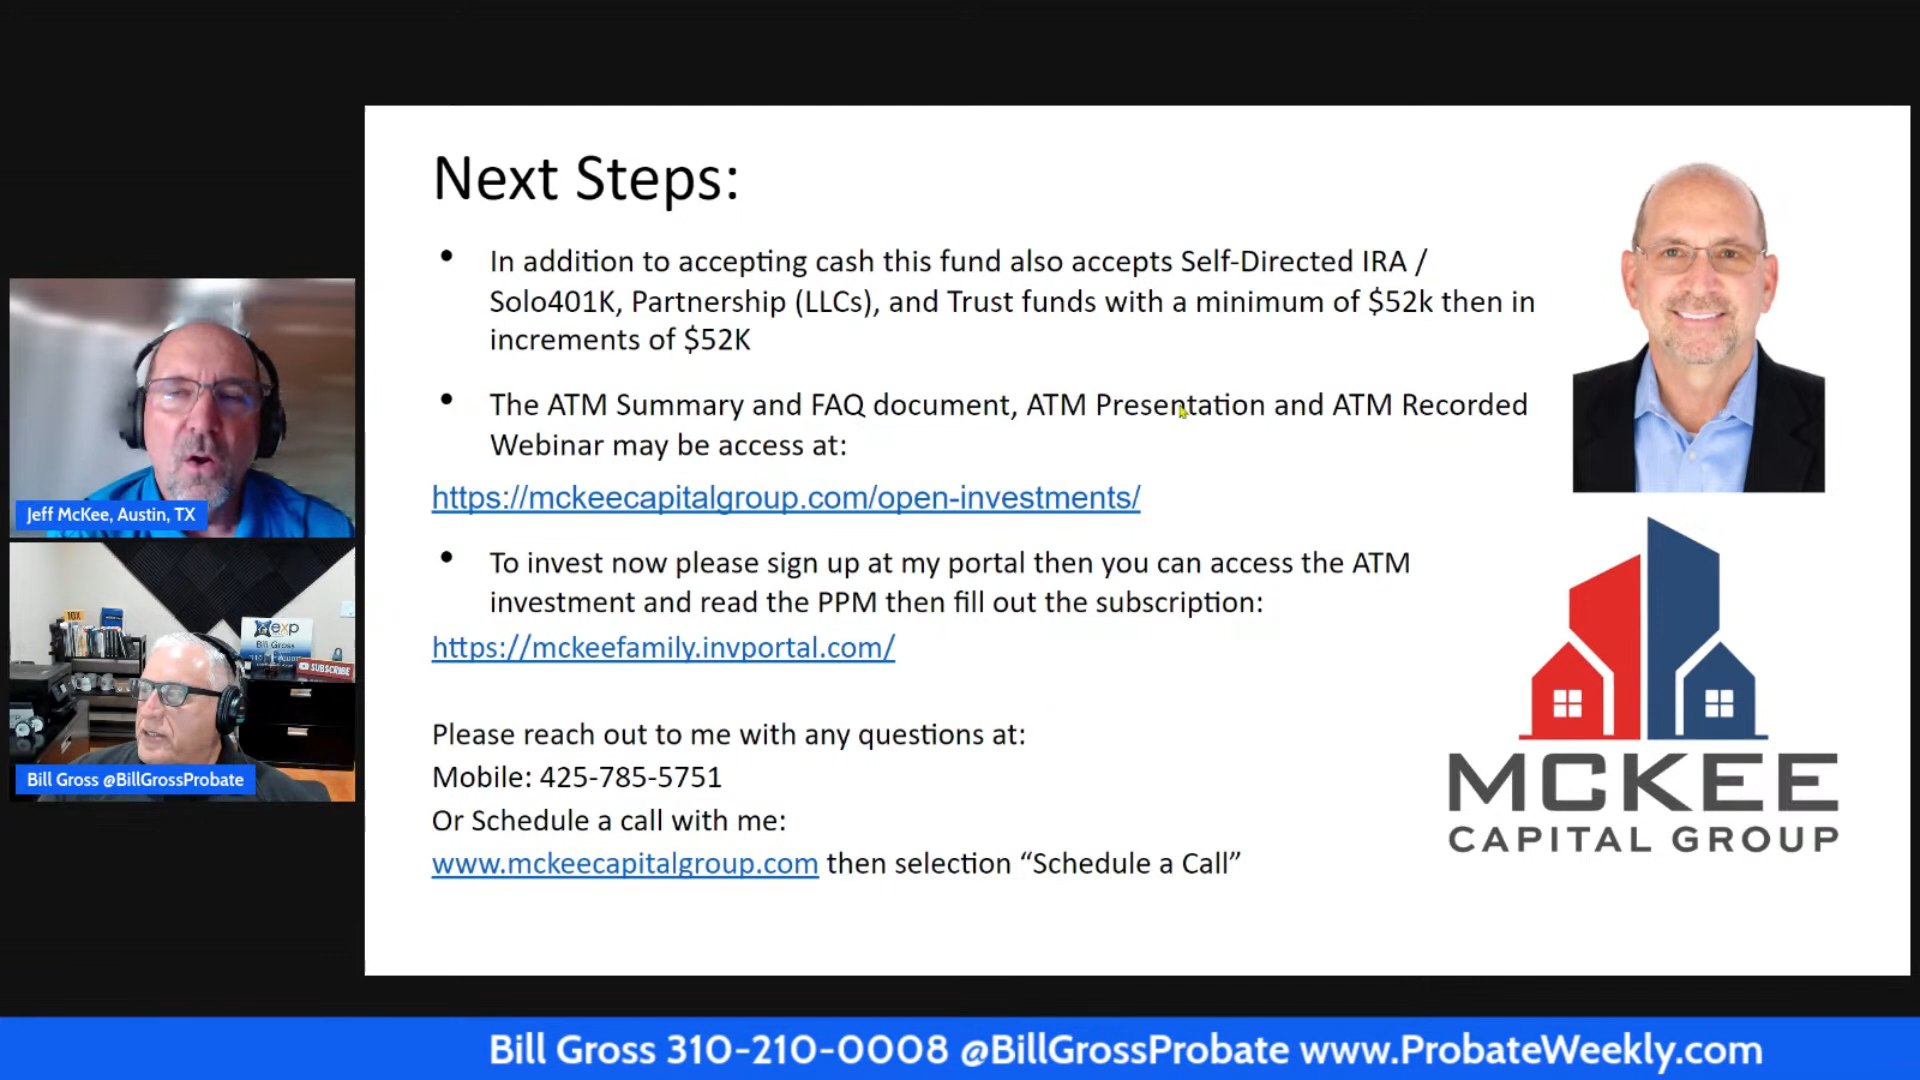 Next Steps:
• In addition to accepting cash this fund also accepts Self-Directed IRA /
Solo401K, Partnership (LLCs), and Trust funds with a minimum of $52k then in
increments of $52K
• The ATM Summary and FAQ document, ATM Presentation and ATM Recorded
Webinar may be access at:
https://mckeecapitalgroup.com/open-investments/
• To invest now please sign up at my portal then you can access the ATM
investment and read the PPM then fill out the subscription:
https://mckeefamily.invportal.com/
Please reach out to me with any questions at:
Mobile: 425-785-5751
Or Schedule a call with me:
www.mckeecapitalgroup.com then selection “Schedule a Call”
MCKEE
CAPITAL GROUP
Jeff McKee, Austin, TX
10X
exp
Bill Gross
SUBSCRIBE
Bill Gross @BillGrossProbate
Bill Gross 310-210-0008 @BillGrossProbate www.ProbateWeekly.com